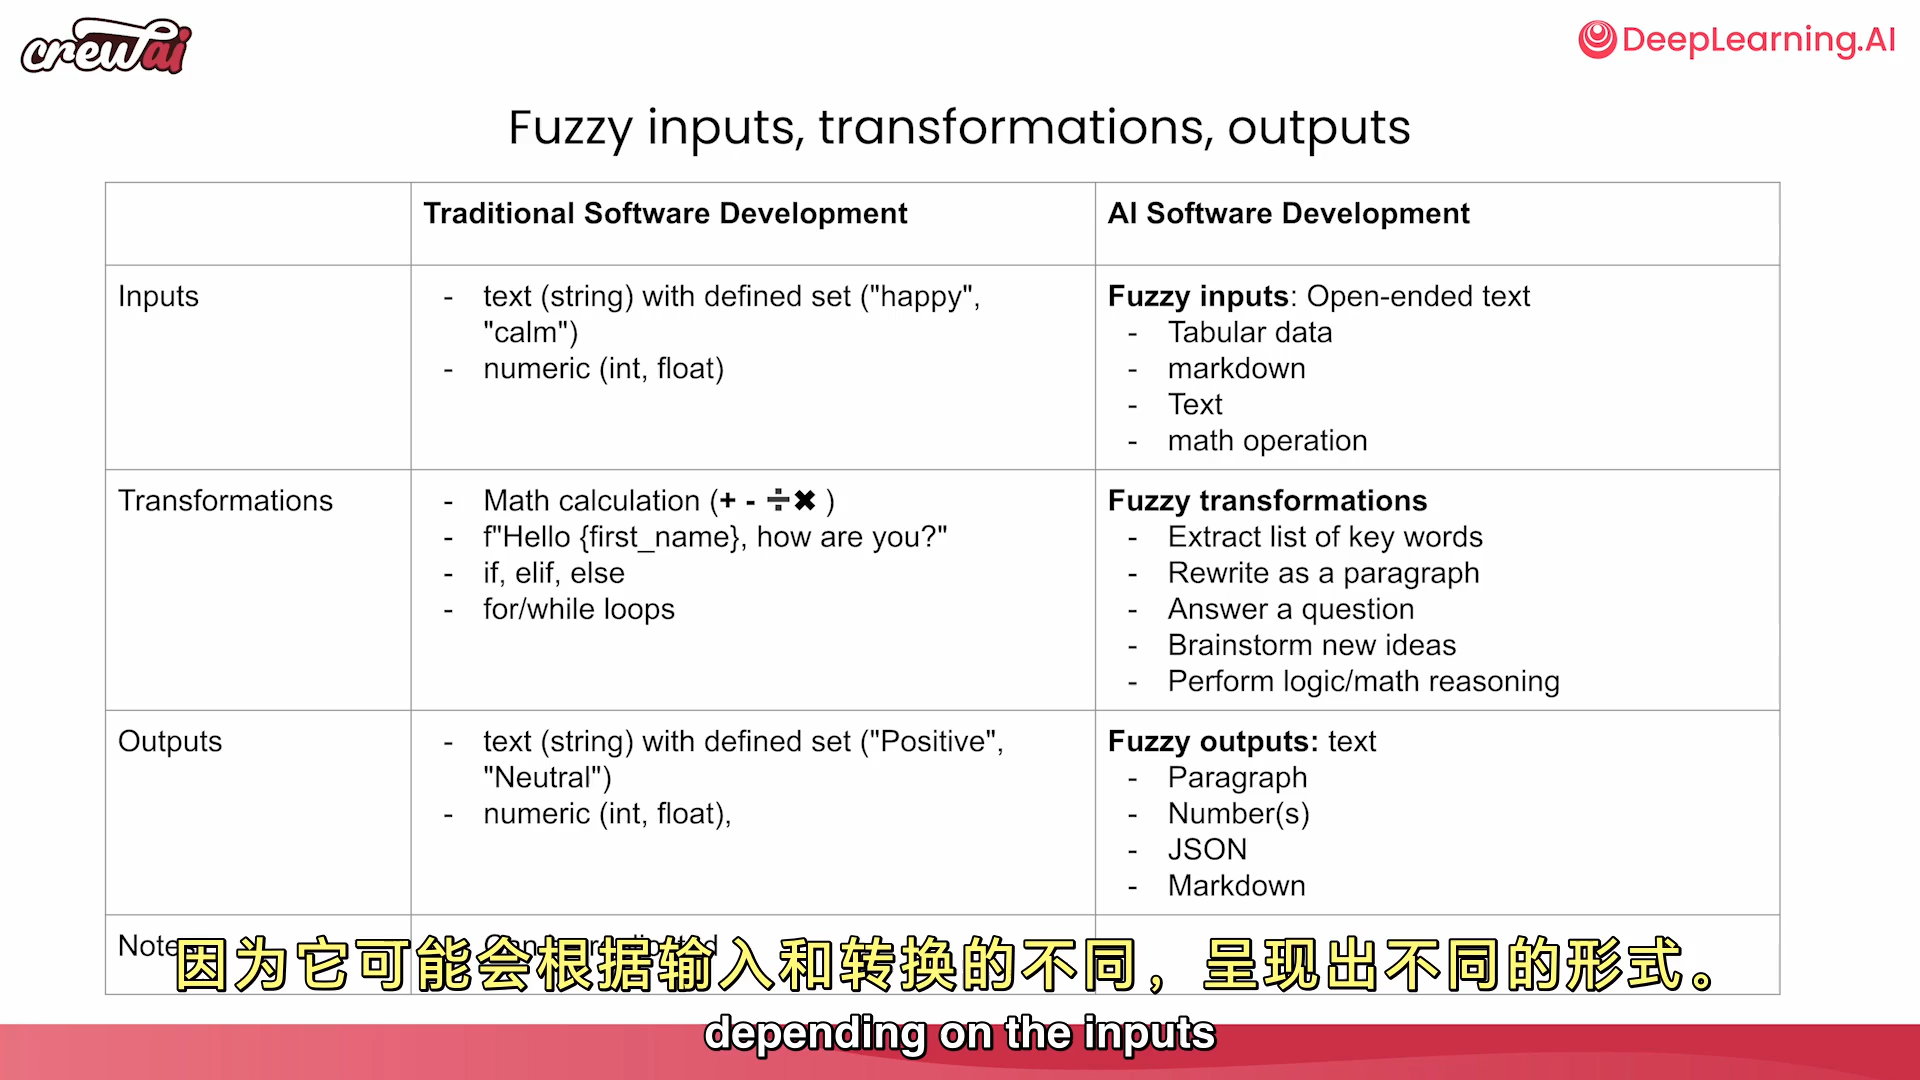 crewai
DeepLearning.AI
Fuzzy inputs, transformations, outputs
Traditional Software Development
AI Software Development
Inputs
- text (string) with defined set ("happy",
"calm")
- numeric (int, float)
Fuzzy inputs: Open-ended text
- Tabular data
- markdown
- Text
- math operation
Transformations
- Math calculation (+ - ÷✖ )
- f"Hello {first_name}, how are you?"
- if, elif, else
- for/while loops
Fuzzy transformations
- Extract list of key words
- Rewrite as a paragraph
- Answer a question
- Brainstorm new ideas
- Perform logic/math reasoning
Outputs
- text (string) with defined set ("Positive",
"Neutral")
- numeric (int, float),
Fuzzy outputs: text
- Paragraph
- Number(s)
- JSON
- Markdown
Note
因为它可能会根据输入和转换的不同，呈现出不同的形式。
depending on the inputs